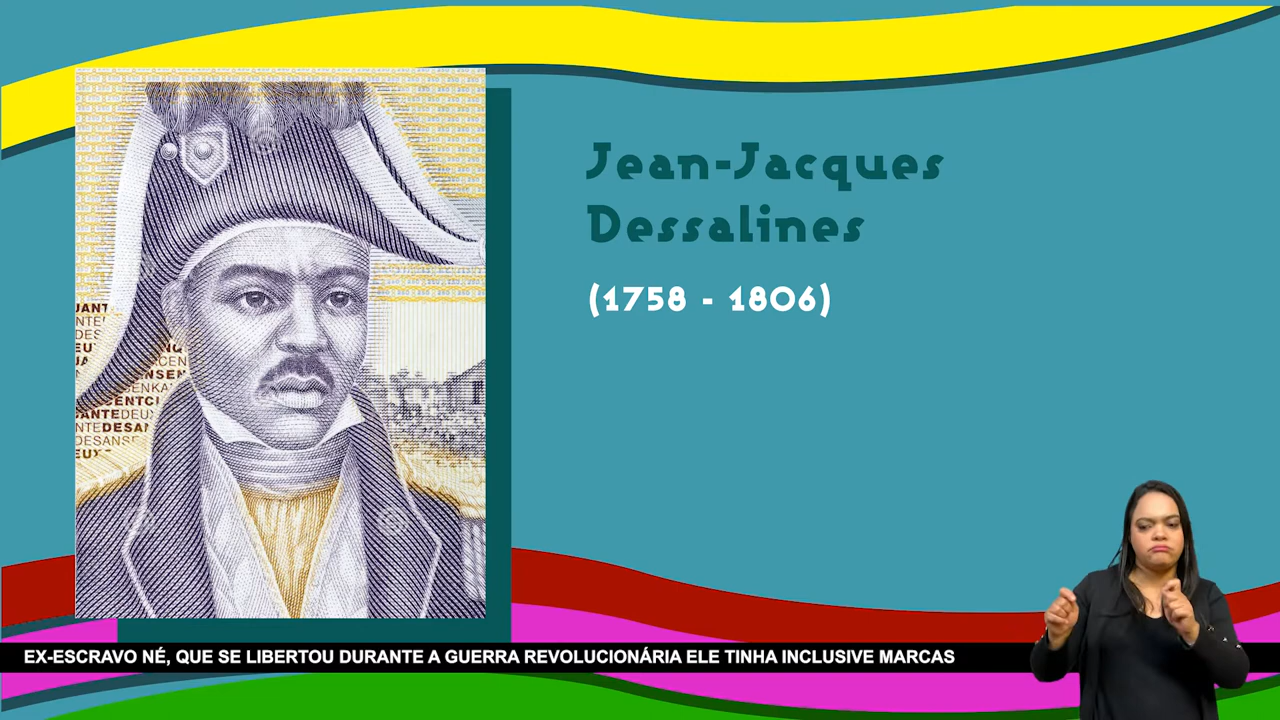 Jean-Jacques
Dessalines
(1758 - 1806)
EX-ESCRAVO NÉ, QUE SE LIBERTOU DURANTE A GUERRA REVOLUCIONÁRIA ELE TINHA INCLUSIVE MARCAS